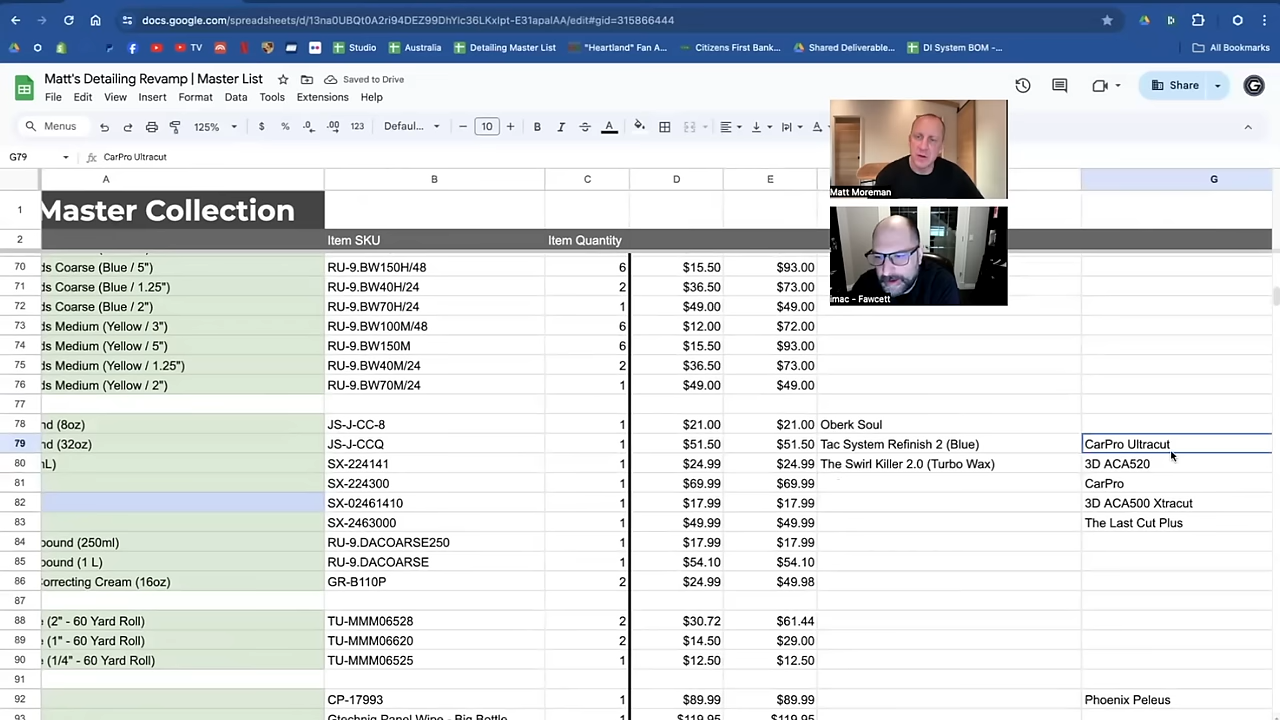 docs.google.com/spreadsheets/d/13na0UBQt0A2ri94DEZ99DhYlc36LKxlpt-E31apalAA/edit#gid=315866444
TV Studio Australia Detailing Master List "Heartland" Fan A... Citizens First Bank... Shared Deliverable... DI System BOM –... All Bookmarks
Matt's Detailing Revamp | Master List Saved to Drive
File Edit View Insert Format Data Tools Extensions Help
Share
Menus 125% $ % .0 .00 123 Defaul... 10 B I A
G79 CarPro Ultracut
A B C D E G
1 Master Collection
2 Item SKU Item Quantity
Matt Moreman
imac - Fawcett
70 ds Coarse (Blue / 5") RU-9.BW150H/48 6 $15.50 $93.00
71 ds Coarse (Blue / 1.25") RU-9.BW40H/24 2 $36.50 $73.00
72 ds Coarse (Blue / 2") RU-9.BW70H/24 1 $49.00 $49.00
73 ds Medium (Yellow / 3") RU-9.BW100M/48 6 $12.00 $72.00
74 ds Medium (Yellow / 5") RU-9.BW150M 6 $15.50 $93.00
75 ds Medium (Yellow / 1.25") RU-9.BW40M/24 2 $36.50 $73.00
76 ds Medium (Yellow / 2") RU-9.BW70M/24 1 $49.00 $49.00
77
78 nd (8oz) JS-J-CC-8 1 $21.00 $21.00 Oberk Soul
79 nd (32oz) JS-J-CCQ 1 $51.50 $51.50 Tac System Refinish 2 (Blue) CarPro Ultracut
80 mL) SX-224141 1 $24.99 $24.99 The Swirl Killer 2.0 (Turbo Wax) 3D ACA520
81 SX-224300 1 $69.99 $69.99 CarPro
82 SX-02461410 1 $17.99 $17.99 3D ACA500 Xtracut
83 SX-2463000 1 $49.99 $49.99 The Last Cut Plus
84 pound (250ml) RU-9.DACOARSE250 1 $17.99 $17.99
85 pound (1 L) RU-9.DACOARSE 1 $54.10 $54.10
86 Correcting Cream (16oz) GR-B110P 2 $24.99 $49.98
87
88 e (2" - 60 Yard Roll) TU-MMM06528 2 $30.72 $61.44
89 e (1" - 60 Yard Roll) TU-MMM06620 2 $14.50 $29.00
90 e (1/4" - 60 Yard Roll) TU-MMM06525 1 $12.50 $12.50
91
92 CP-17993 1 $89.99 $89.99 Phoenix Peleus
93 Gtechniq Panel Wipe - Big Bottle 1 $119.95 $119.95